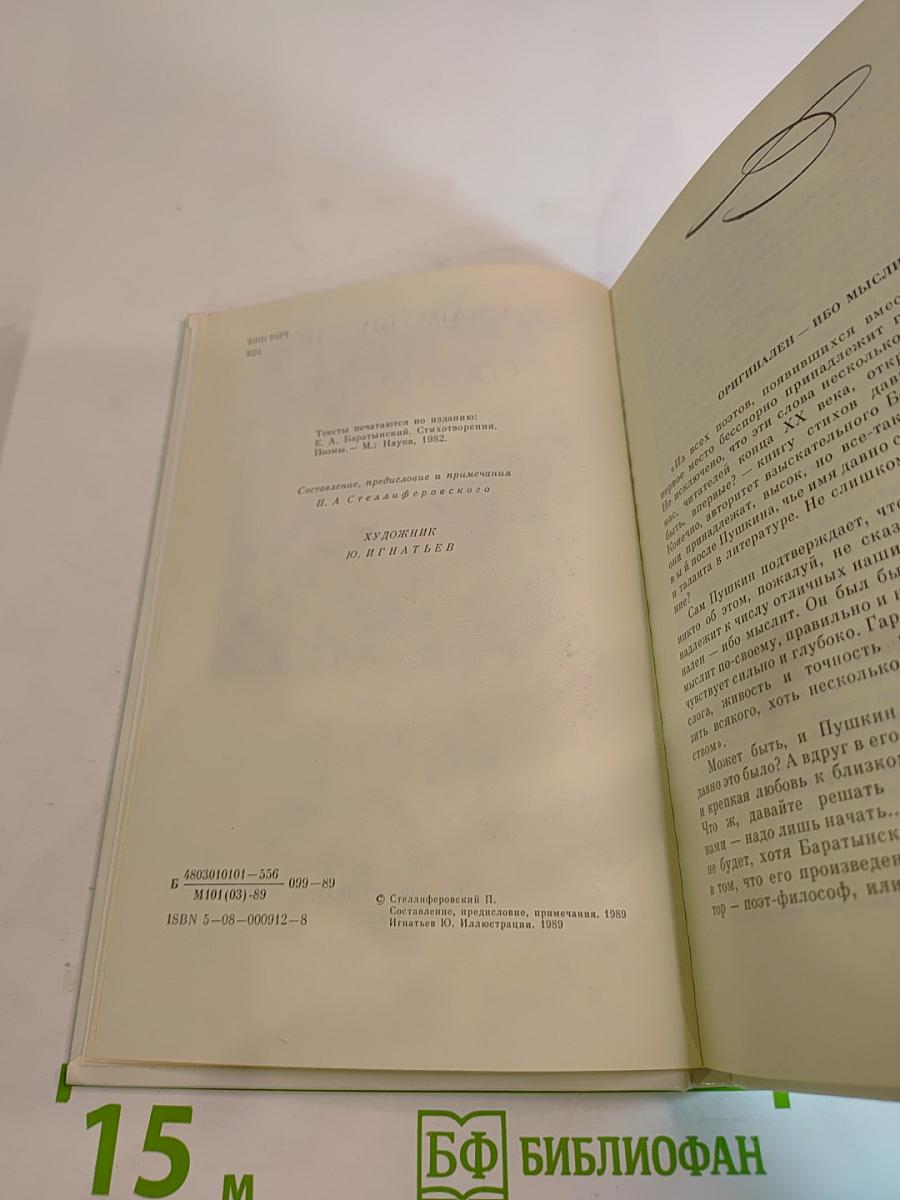 Тексты печатаются по изданию:
Е. А. Баратынский. Стихотворения.
Поэмы.— М.: Наука, 1982.
Составление, предисловие и примечания
П. А Стеллиферовского
ХУДОЖНИК
Ю. ИГНАТЬЕВ
Б 4803010101—556 099—89
М101(03)-89
ISBN 5—08—000912—8
© Стеллиферовский П.
Составление, предисловие, примечания. 1989
Игнатьев Ю. Иллюстрации. 1989
ОРИГИНАЛЕН — ИБО МЫСЛИ
«Из всех поэтов, появившихся вмес
первое место бесспорно принадлежит г
Не исключено, что эти слова несколько
нас, читателей конца XX века, откр
быть, впервые? — книгу стихов дав
Конечно, авторитет взыскательного Б
они принадлежат, высок, но все-так
вый после Пушкина, чье имя давно с
и таланта в литературе. Не слишком
ние?
Сам Пушкин подтверждает, что
никто об этом, пожалуй, не сказ
надлежит к числу отличных наши
нален — ибо мыслит. Он был бы
мыслит по-своему, правильно и н
чувствует сильно и глубоко. Гар
слога, живость и точность
зить всякого, хоть несколько
ством».
Может быть, и Пушкин
давно это было? А вдруг в его
и крепкая любовь к близко
Что ж, давайте решать
нами — надо лишь начать..
не будет, хотя Баратынск
в том, что его произведен
тор — поэт-философ, или
15 м
БФ БИБЛИОФАН